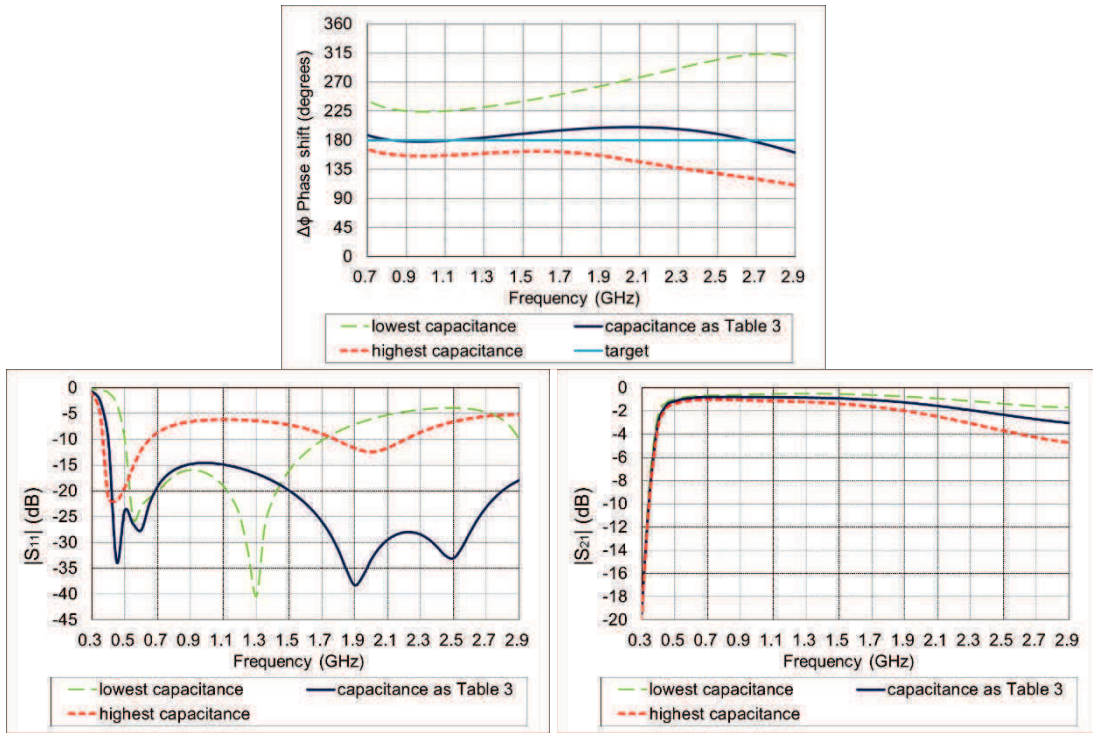 360
315
270
225
180
135
90
45
0
Δφ Phase shift (degrees)
0.7 0.9 1.1 1.3 1.5 1.7 1.9 2.1 2.3 2.5 2.7 2.9
Frequency (GHz)
lowest capacitance capacitance as Table 3
highest capacitance target
0
-5
-10
-15
-20
-25
-30
-35
-40
-45
|S11| (dB)
0.3 0.5 0.7 0.9 1.1 1.3 1.5 1.7 1.9 2.1 2.3 2.5 2.7 2.9
Frequency (GHz)
lowest capacitance capacitance as Table 3
highest capacitance
0
-2
-4
-6
-8
-10
-12
-14
-16
-18
-20
|S21| (dB)
0.3 0.5 0.7 0.9 1.1 1.3 1.5 1.7 1.9 2.1 2.3 2.5 2.7 2.9
Frequency (GHz)
lowest capacitance capacitance as Table 3
highest capacitance